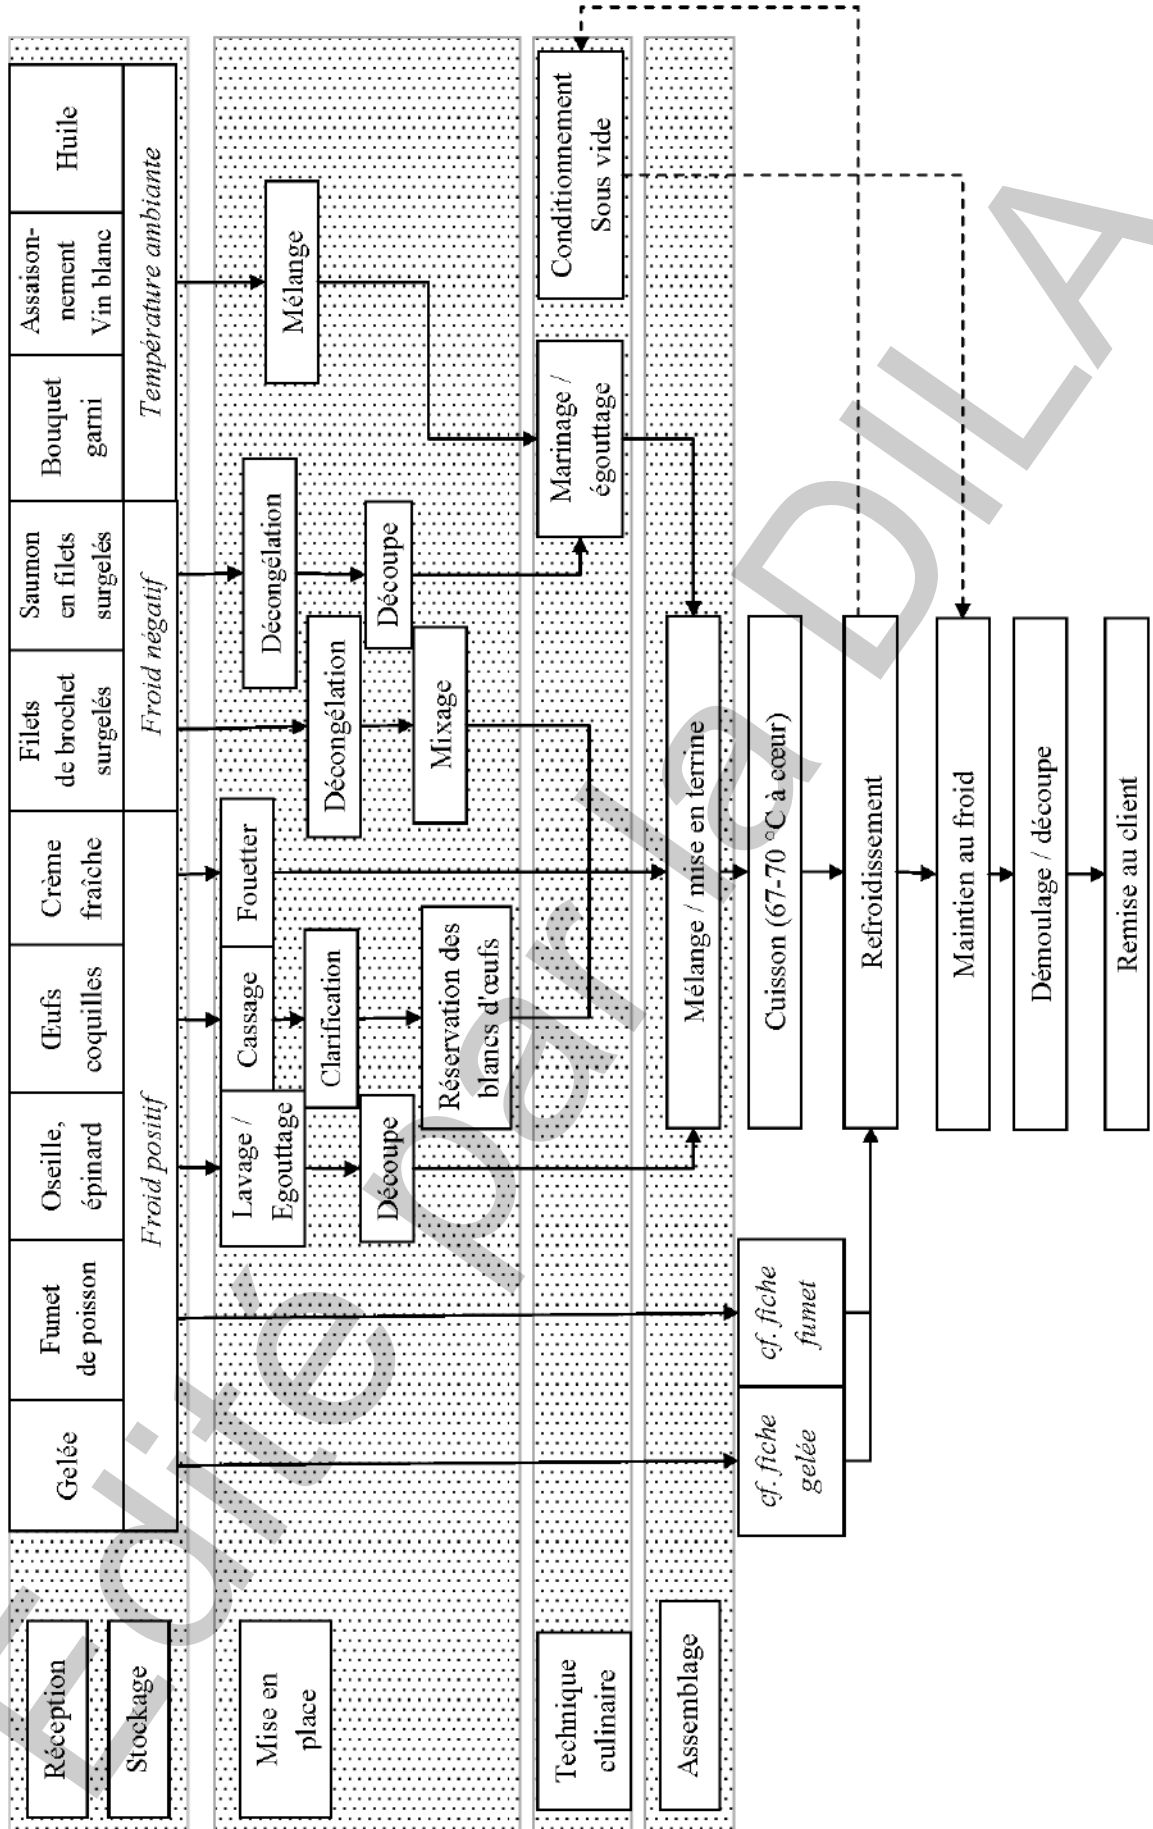 Réception
Gelée
Fumet
de poisson
Oseille,
épinard
Œufs
coquilles
Crème
fraîche
Filets
de brochet
surgelés
Saumon
en filets
surgelés
Bouquet
garni
Assaison-
nement
Vin blanc
Huile
Stockage
Froid positif
Froid négatif
Température ambiante
Mise en
place
Lavage /
Egouttage
Cassage
Fouetter
Décongélation
Mélange
Clarification
Décongélation
Découpe
Découpe
Réservation des
blancs d'œufs
Mixage
Technique
culinaire
Marinage /
égouttage
Conditionnement
Sous vide
Assemblage
Mélange / mise en terrine
cf. fiche
gelée
cf. fiche
fumet
Cuisson (67-70 °C à cœur)
Refroidissement
Maintien au froid
Démoulage / découpe
Remise au client
Edité par la DILA